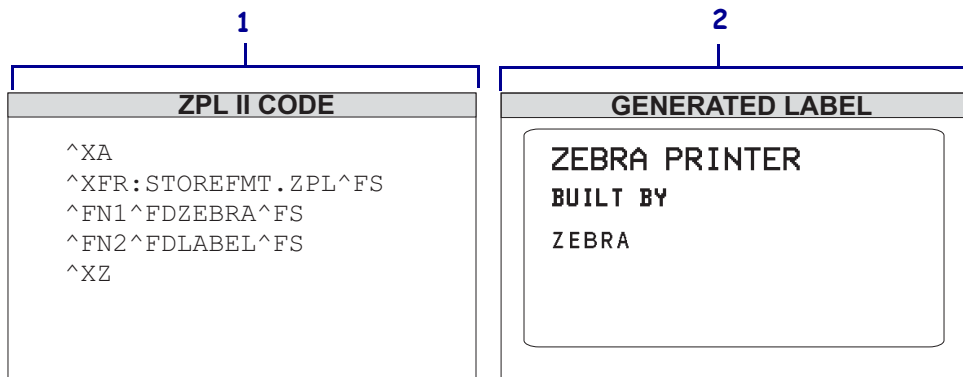 1
2
ZPL II CODE
GENERATED LABEL
^XA
^XFR:STOREFMT.ZPL^FS
^FN1^FDZEBRA^FS
^FN2^FDLABEL^FS
^XZ
ZEBRA PRINTER
BUILT BY
ZEBRA